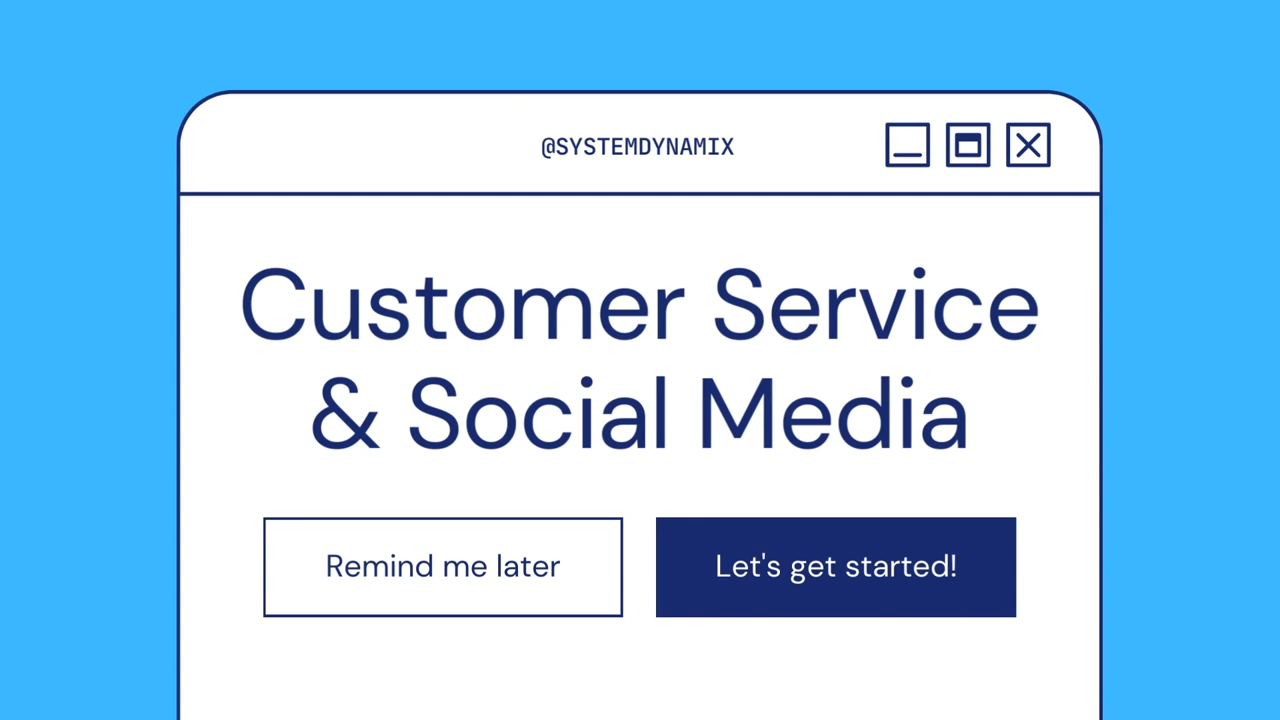 @SYSTEMDYNAMIX
Customer Service
& Social Media
Remind me later
Let's get started!